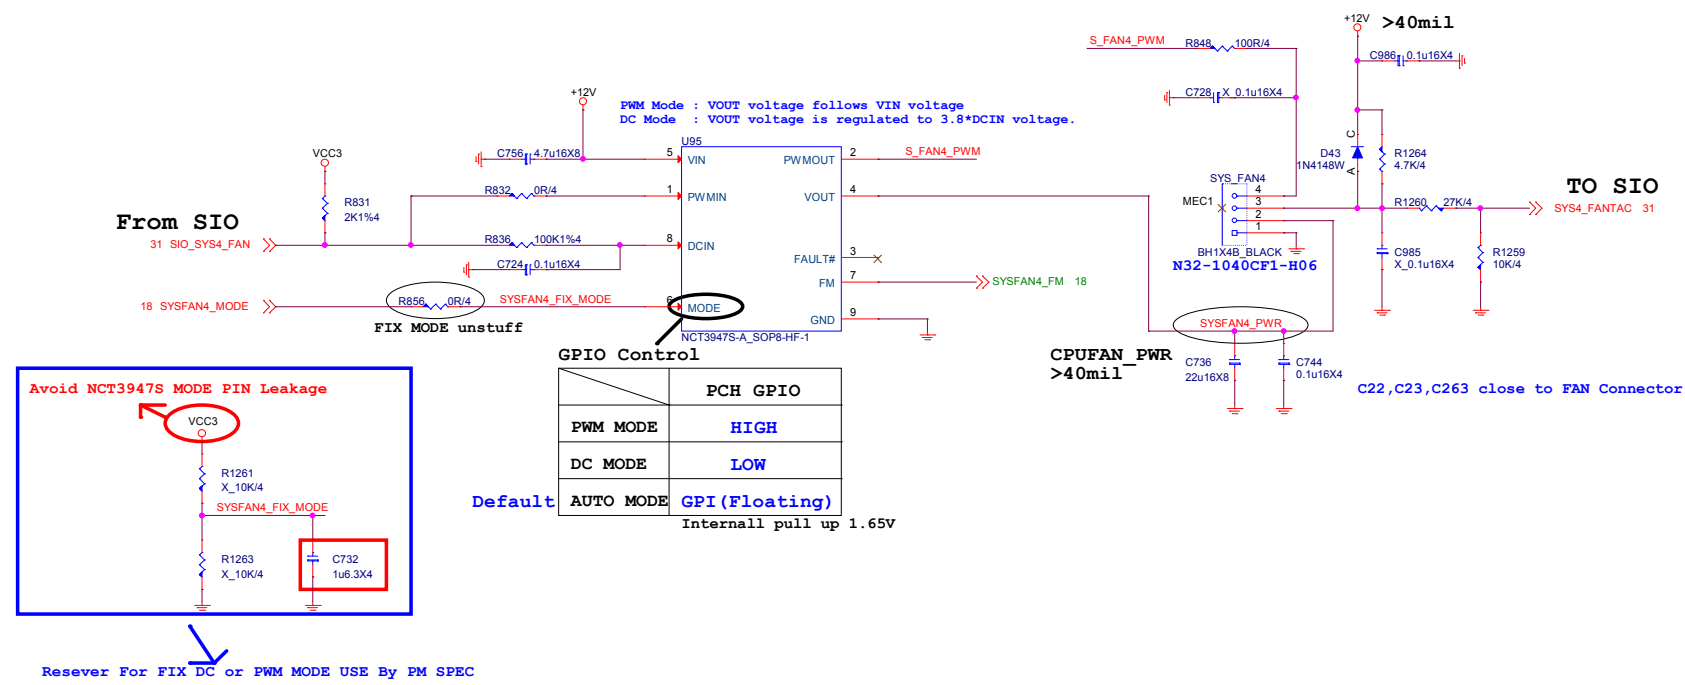 +12V
>40mil
S_FAN4_PWM
R848
100R/4
C986
0.1u16X4
+12V
C728
X_0.1u16X4
PWM Mode : VOUT voltage follows VIN voltage
DC Mode  : VOUT voltage is regulated to 3.8*DCIN voltage.
U95
VCC3
C756
4.7u16X8
5
VIN
PWMOUT
2
S_FAN4_PWM
D43
1N4148W
C
A
R1264
4.7K/4
R832
0R/4
1
PWMIN
VOUT
4
SYS_FAN4
MEC1
4
3
2
1
R831
2K1%4
From SIO
31 SIO_SYS4_FAN
R836
100K1%4
8
DCIN
R1260
27K/4
TO SIO
SYS4_FANTAC 31
C724
0.1u16X4
FAULT#
3
BH1X4B_BLACK
N32-1040CF1-H06
C985
X_0.1u16X4
R1259
10K/4
FM
7
SYSFAN4_FM 18
18 SYSFAN4_MODE
R856
0R/4
SYSFAN4_FIX_MODE
6
MODE
FIX MODE unstuff
GND
9
NCT3947S-A_SOP8-HF-1
SYSFAN4_PWR
GPIO Control
CPUFAN_PWR
>40mil
C736
22u16X8
C744
0.1u16X4
C22,C23,C263 close to FAN Connector
PCH GPIO
PWM MODE
HIGH
DC MODE
LOW
Default
AUTO MODE
GPI(Floating)
Internall pull up 1.65V
Avoid NCT3947S MODE PIN Leakage
VCC3
R1261
X_10K/4
SYSFAN4_FIX_MODE
R1263
X_10K/4
C732
1u6.3X4
Resever For FIX DC or PWM MODE USE By PM SPEC